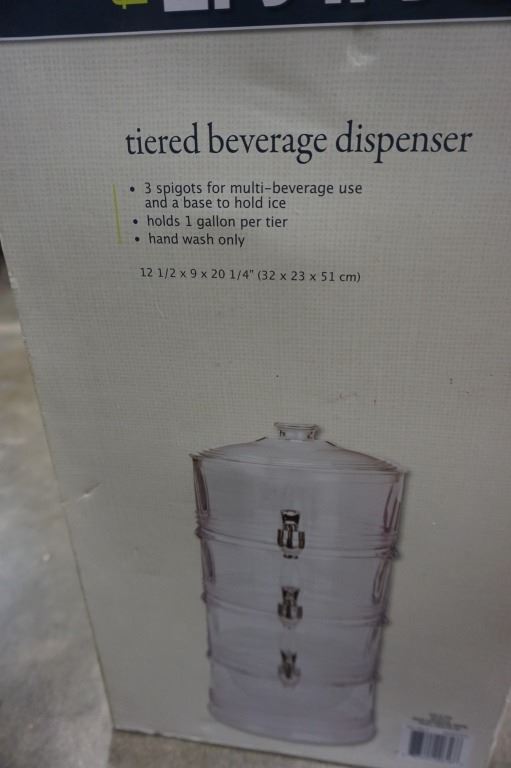 tiered beverage dispenser
• 3 spigots for multi-beverage use
and a base to hold ice
• holds 1 gallon per tier
• hand wash only
12 1/2 x 9 x 20 1/4" (32 x 23 x 51 cm)